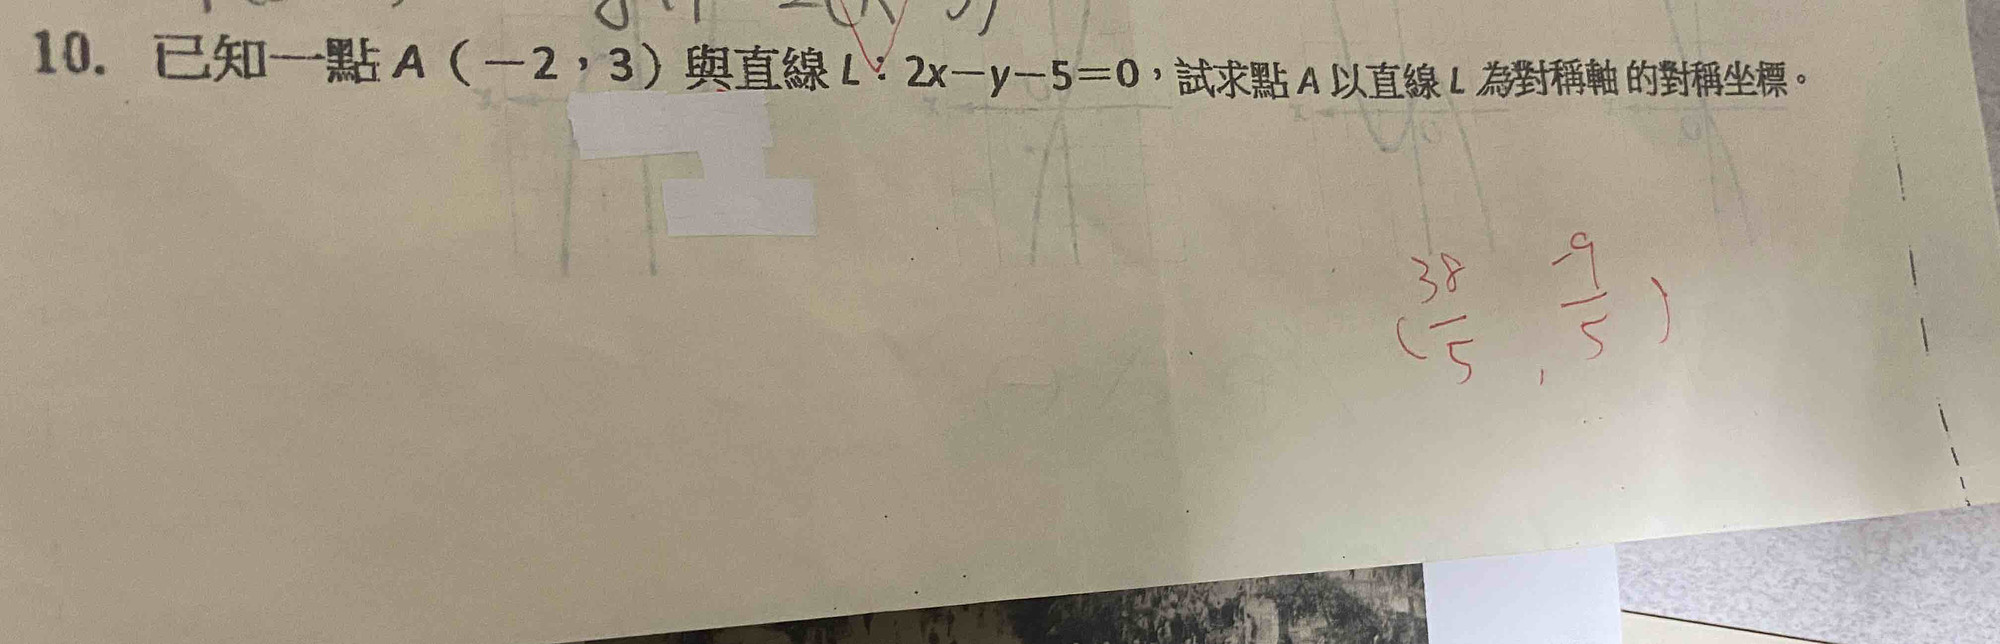 10. 已知一點 A（－2，3）與直線 L：2x－y－5＝0，試求點 A 以直線 L 為對稱軸的對稱坐標。
(38/5, -9/5)